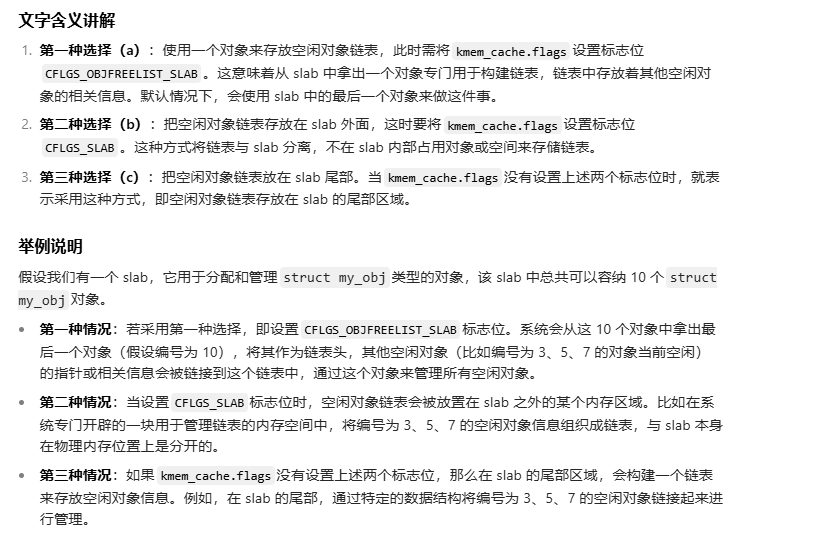 文字含义讲解
1. 第一种选择（a）：使用一个对象来存放空闲对象链表，此时需将 kmem_cache.flags 设置标志位
CFLGS_OBJFREELIST_SLAB 。这意味着从 slab 中拿出一个对象专门用于构建链表，链表中存放着其他空闲对
象的相关信息。默认情况下，会使用 slab 中的最后一个对象来做这件事。
2. 第二种选择（b）：把空闲对象链表存放在 slab 外面，这时要将 kmem_cache.flags 设置标志位
CFLGS_SLAB 。这种方式将链表与 slab 分离，不在 slab 内部占用对象或空间来存储链表。
3. 第三种选择（c）：把空闲对象链表放在 slab 尾部。当 kmem_cache.flags 没有设置上述两个标志位时，就表
示采用这种方式，即空闲对象链表存放在 slab 的尾部区域。
举例说明
假设我们有一个 slab，它用于分配和管理 struct my_obj 类型的对象，该 slab 中总共可以容纳 10 个 struct
my_obj 对象。
• 第一种情况：若采用第一种选择，即设置 CFLGS_OBJFREELIST_SLAB 标志位。系统会从这 10 个对象中拿出最
后一个对象（假设编号为 10），将其作为链表头，其他空闲对象（比如编号为 3、5、7 的对象当前空闲）
的指针或相关信息会被链接到这个链表中，通过这个对象来管理所有空闲对象。
• 第二种情况：当设置 CFLGS_SLAB 标志位时，空闲对象链表会被放置在 slab 之外的某个内存区域。比如在系
统专门开辟的一块用于管理链表的内存空间中，将编号为 3、5、7 的空闲对象信息组织成链表，与 slab 本身
在物理内存位置上是分开的。
• 第三种情况：如果 kmem_cache.flags 没有设置上述两个标志位，那么在 slab 的尾部区域，会构建一个链表
来存放空闲对象信息。例如，在 slab 的尾部，通过特定的数据结构将编号为 3、5、7 的空闲对象链接起来进
行管理。